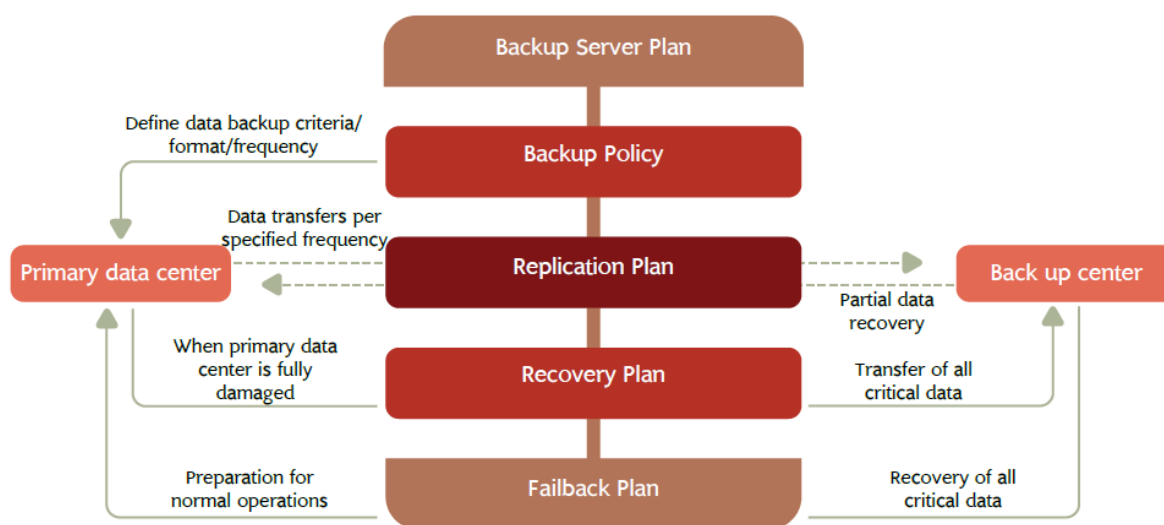 Backup Server Plan
Define data backup criteria/
format/frequency
Backup Policy
Data transfers per
specified frequency
Primary data center
Replication Plan
Back up center
Partial data
recovery
When primary data
center is fully
damaged
Recovery Plan
Transfer of all
critical data
Preparation for
normal operations
Failback Plan
Recovery of all
critical data